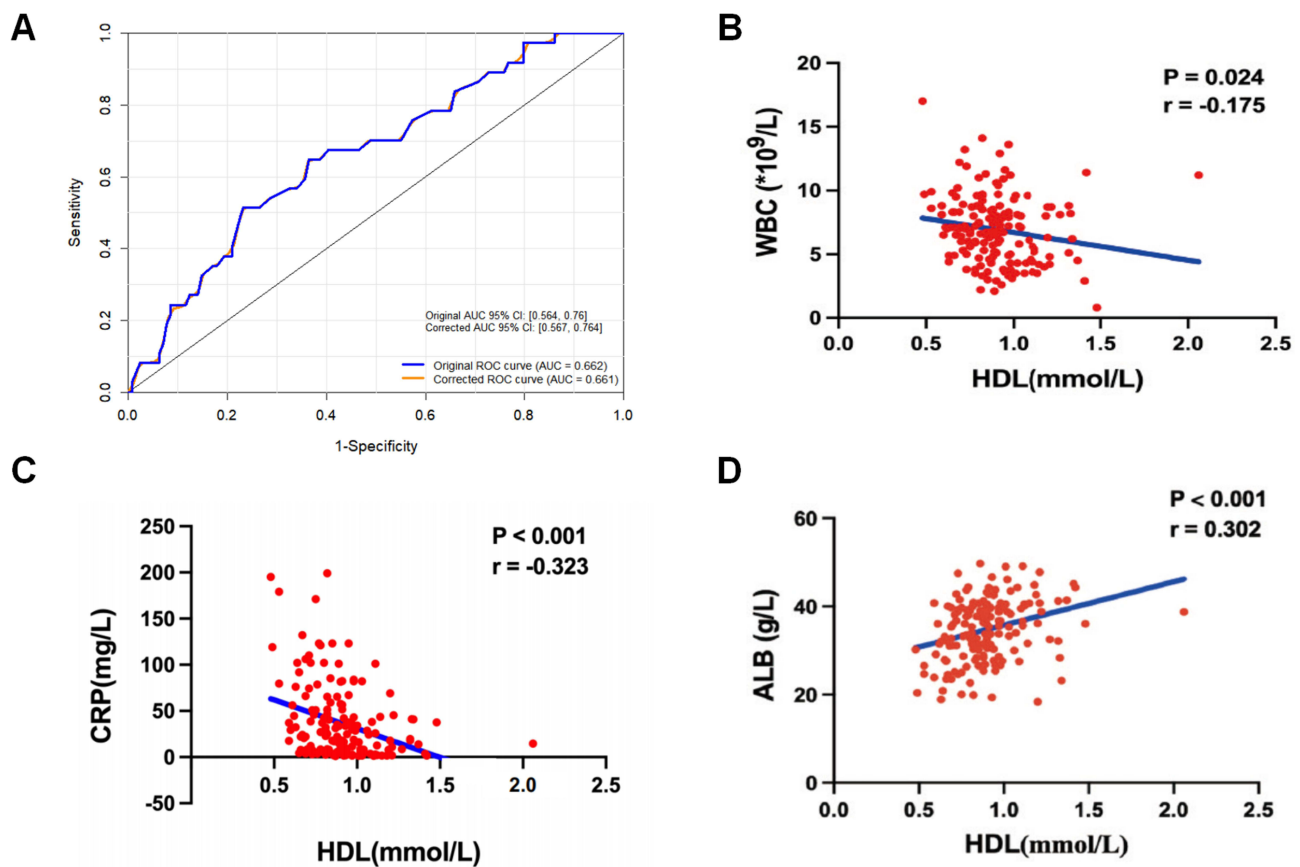 A
1.0
0.8
0.6
0.4
0.2
0.0
Sensitivity
Original AUC 95% CI: [0.564, 0.76]
Corrected AUC 95% CI: [0.567, 0.764]
Original ROC curve (AUC = 0.662)
Corrected ROC curve (AUC = 0.661)
0.0 0.2 0.4 0.6 0.8 1.0
1-Specificity
B
20
15
10
5
0
WBC (*10^9/L)
P = 0.024
r = -0.175
0.0 0.5 1.0 1.5 2.0 2.5
HDL(mmol/L)
C
250
200
150
100
50
0
-50
CRP(mg/L)
P < 0.001
r = -0.323
0.5 1.0 1.5 2.0 2.5
HDL(mmol/L)
D
60
40
20
0
ALB (g/L)
P < 0.001
r = 0.302
0.0 0.5 1.0 1.5 2.0 2.5
HDL(mmol/L)